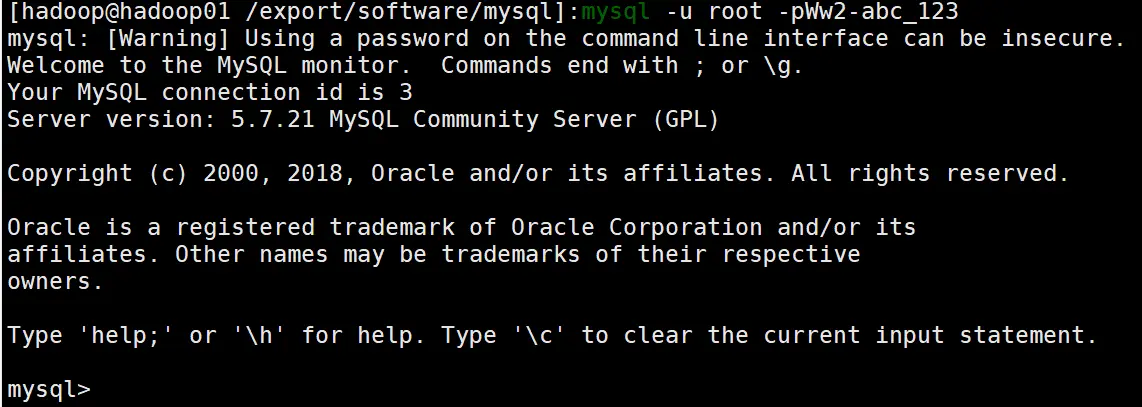 [hadoop@hadoop01 /export/software/mysql]:mysql -u root -pWw2-abc_123
mysql: [Warning] Using a password on the command line interface can be insecure.
Welcome to the MySQL monitor.  Commands end with ; or \g.
Your MySQL connection id is 3
Server version: 5.7.21 MySQL Community Server (GPL)
Copyright (c) 2000, 2018, Oracle and/or its affiliates. All rights reserved.
Oracle is a registered trademark of Oracle Corporation and/or its
affiliates. Other names may be trademarks of their respective
owners.
Type 'help;' or '\h' for help. Type '\c' to clear the current input statement.
mysql>